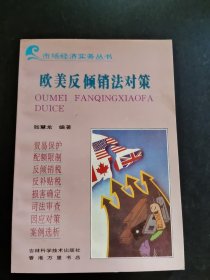 市场经济实务丛书
欧美反倾销法对策
OUMEI FANQINGXIAOFA
DUICE
张肇龙 编著
贸易保护
配额限制
反倾销税
反补贴税
损害确定
司法审查
因应对策
案例选析
吉林科学技术出版社
香港万里书店